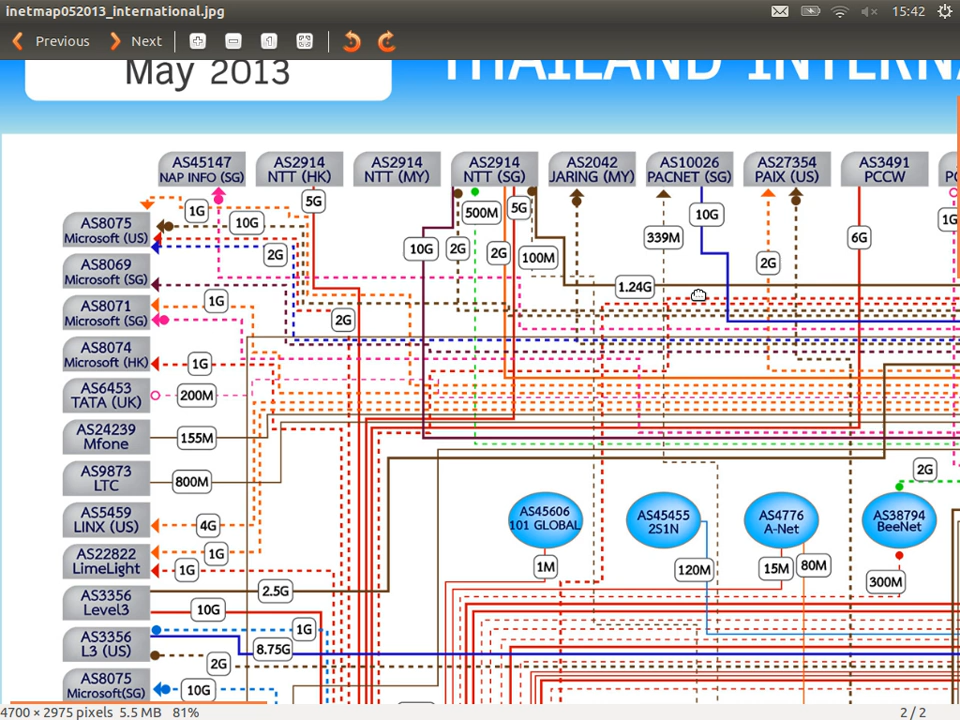 inetmap052013_international.jpg
15:42
Previous
Next
May 2013
THAILAND INTERN
AS45147
NAP INFO (SG)
AS2914
NTT (HK)
AS2914
NTT (MY)
AS2914
NTT (SG)
AS2042
JARING (MY)
AS10026
PACNET (SG)
AS27354
PAIX (US)
AS3491
PCCW
AS8075
Microsoft (US)
AS8069
Microsoft (SG)
AS8071
Microsoft (SG)
AS8074
Microsoft (HK)
AS6453
TATA (UK)
AS24239
Mfone
AS9873
LTC
AS5459
LINX (US)
AS22822
LimeLight
AS3356
Level3
AS3356
L3 (US)
AS8075
Microsoft(SG)
1G
10G
2G
5G
1G
2G
1G
200M
155M
800M
4G
1G
1G
2.5G
10G
1G
8.75G
2G
10G
10G
2G
500M
2G
5G
100M
1.24G
339M
10G
2G
6G
1G
2G
AS45606
101 GLOBAL
AS45455
2S1N
AS4776
A-Net
AS38794
BeeNet
1M
120M
15M
80M
300M
4700 × 2975 pixels 5.5 MB 81%
2 / 2